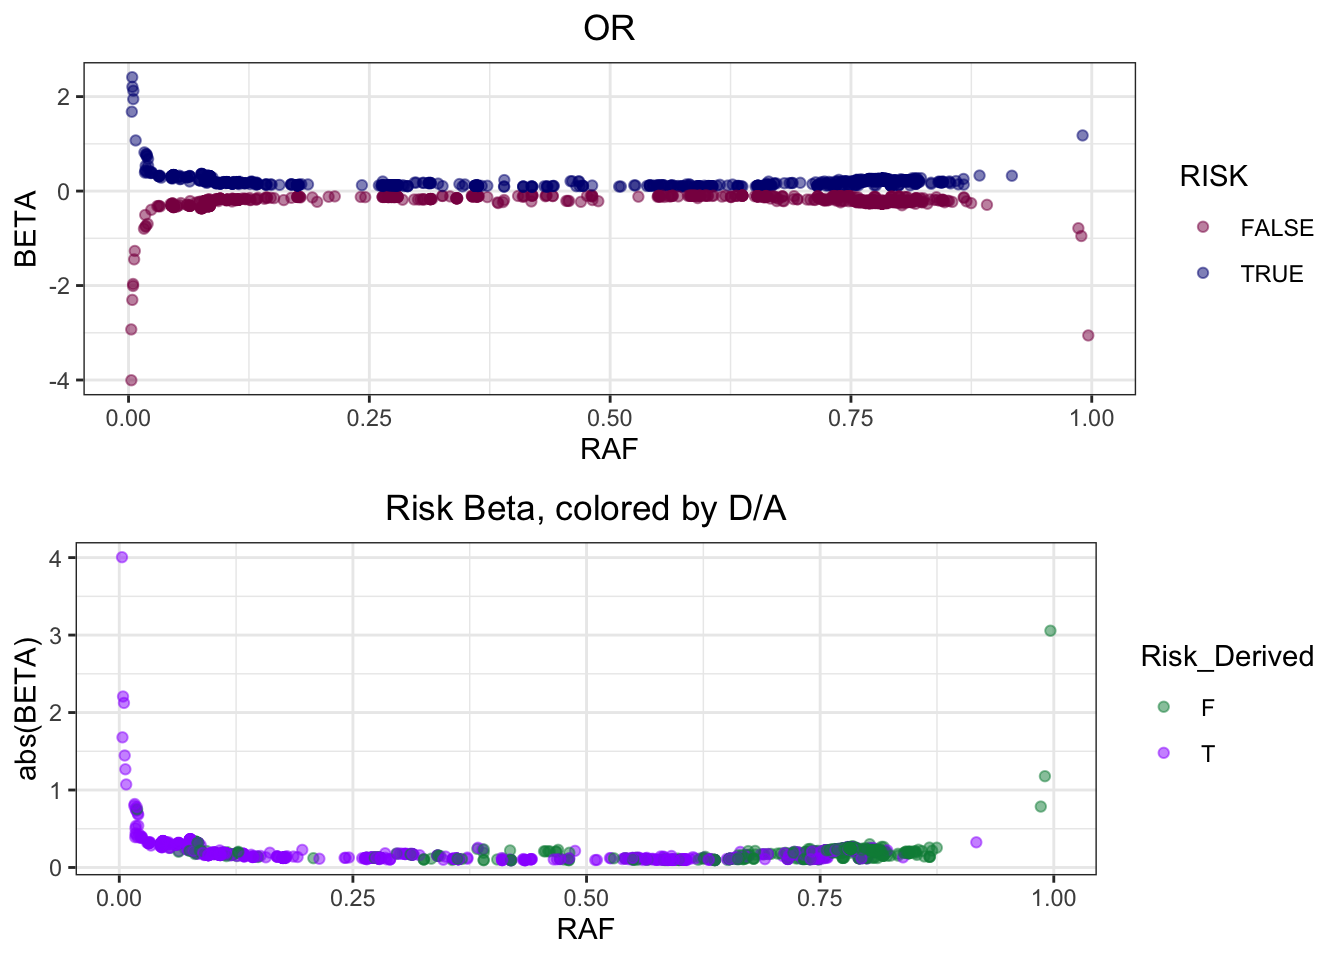 OR
2
0
-2
-4
BETA
0.00 0.25 0.50 0.75 1.00
RAF
RISK
FALSE
TRUE
Risk Beta, colored by D/A
4
3
2
1
0
abs(BETA)
0.00 0.25 0.50 0.75 1.00
RAF
Risk_Derived
F
T